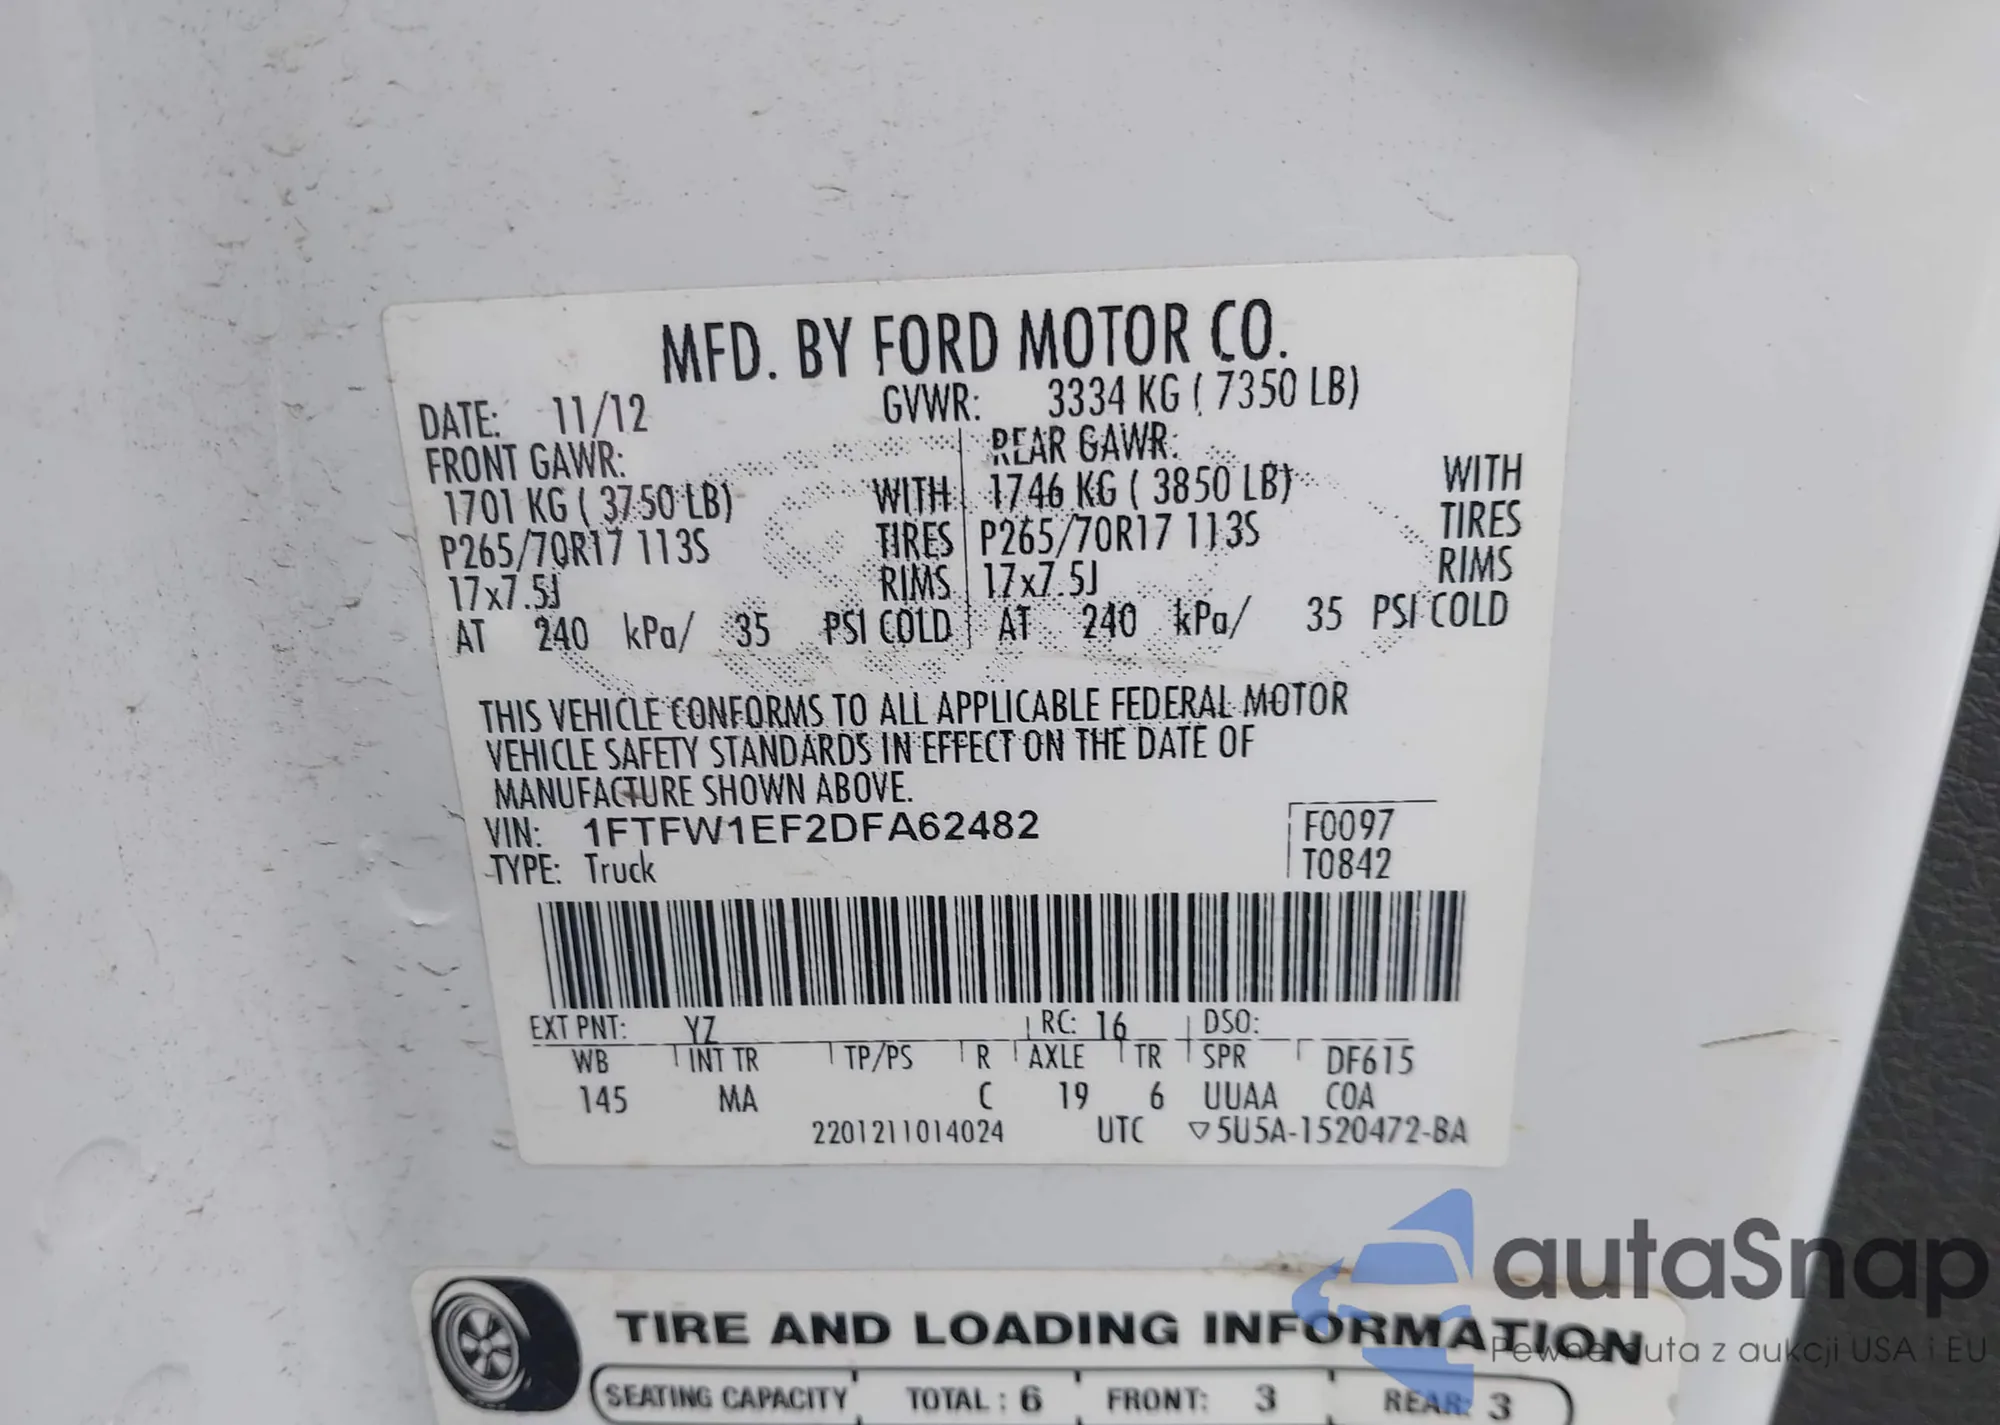 MFD. BY FORD MOTOR CO.
DATE: 11/12 GVWR: 3334 KG ( 7350 LB)
FRONT GAWR: REAR GAWR:
1701 KG ( 3750 LB) WITH 1746 KG ( 3850 LB) WITH
P265/70R17 113S TIRES P265/70R17 113S TIRES
17x7.5J RIMS 17x7.5J RIMS
AT 240 kPa/ 35 PSI COLD AT 240 kPa/ 35 PSI COLD
THIS VEHICLE CONFORMS TO ALL APPLICABLE FEDERAL MOTOR
VEHICLE SAFETY STANDARDS IN EFFECT ON THE DATE OF
MANUFACTURE SHOWN ABOVE.
VIN: 1FTFW1EF2DFA62482 F0097
TYPE: Truck T0842
EXT PNT: YZ RC: 16 DSO:
WB INT TR TP/PS R AXLE TR SPR DF615
145 MA C 19 6 UUAA COA
2201211014024 UTC ▽5U5A-1520472-BA
autaSnap
Pewne auta z aukcji USA i EU
TIRE AND LOADING INFORMATION
SEATING CAPACITY TOTAL : 6 FRONT: 3 REAR: 3